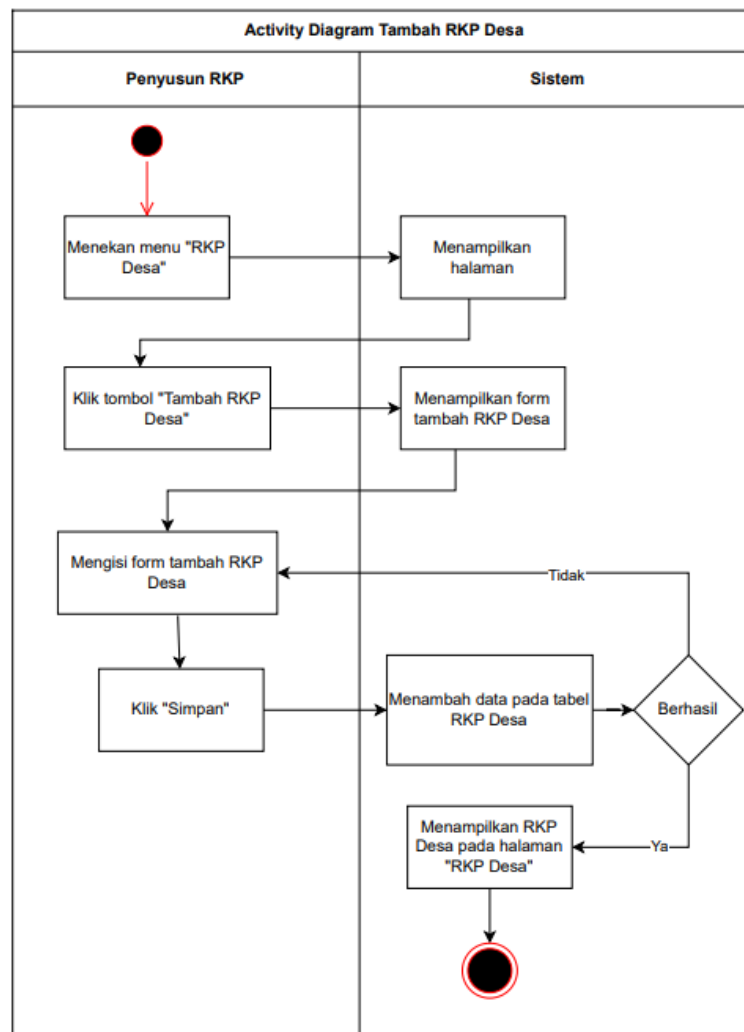 Activity Diagram Tambah RKP Desa
Penyusun RKP
Sistem
Menekan menu "RKP
Desa"
Menampilkan
halaman
Klik tombol "Tambah RKP
Desa"
Menampilkan form
tambah RKP Desa
Mengisi form tambah RKP
Desa
Tidak
Klik "Simpan"
Menambah data pada tabel
RKP Desa
Berhasil
Menampilkan RKP
Desa pada halaman
"RKP Desa"
Ya